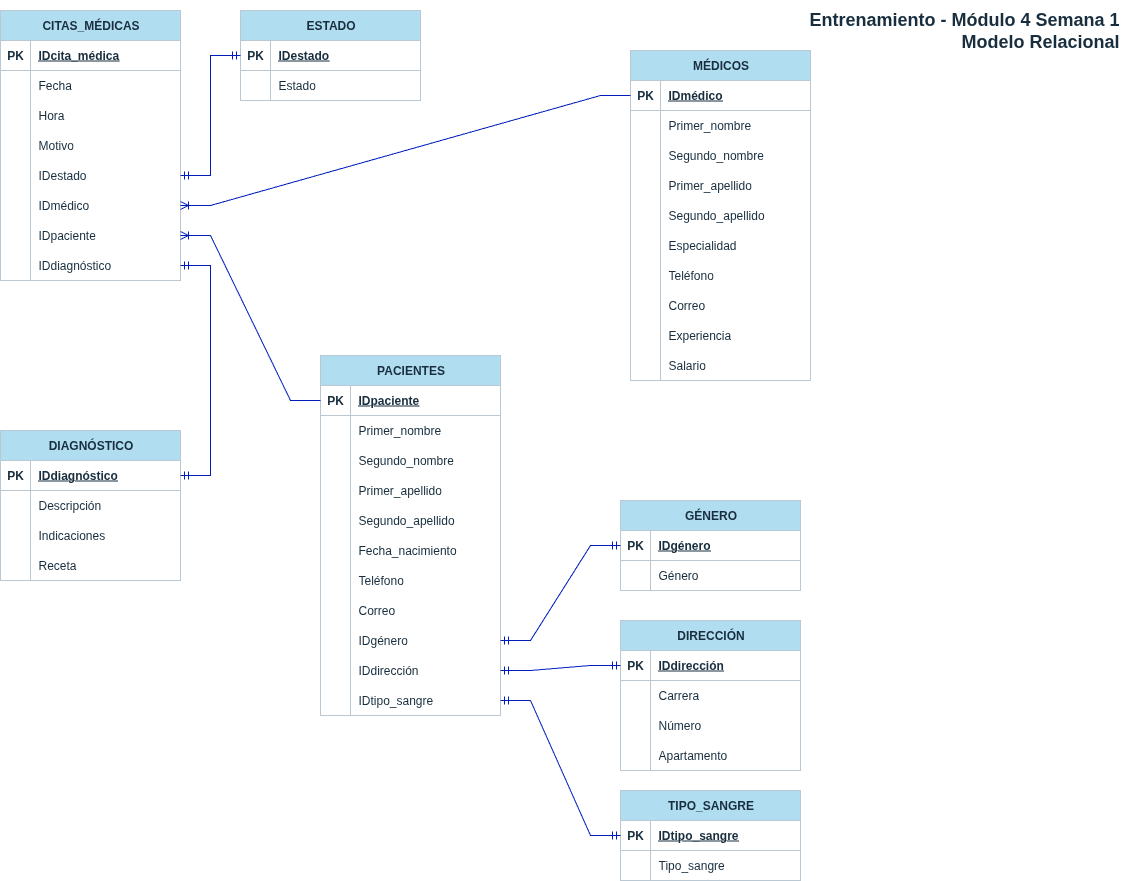 Entrenamiento - Módulo 4 Semana 1
Modelo Relacional
CITAS_MÉDICAS
PK IDcita_médica
Fecha
Hora
Motivo
IDestado
IDmédico
IDpaciente
IDdiagnóstico
ESTADO
PK IDestado
Estado
MÉDICOS
PK IDmédico
Primer_nombre
Segundo_nombre
Primer_apellido
Segundo_apellido
Especialidad
Teléfono
Correo
Experiencia
Salario
PACIENTES
PK IDpaciente
Primer_nombre
Segundo_nombre
Primer_apellido
Segundo_apellido
Fecha_nacimiento
Teléfono
Correo
IDgénero
IDdirección
IDtipo_sangre
DIAGNÓSTICO
PK IDdiagnóstico
Descripción
Indicaciones
Receta
GÉNERO
PK IDgénero
Género
DIRECCIÓN
PK IDdirección
Carrera
Número
Apartamento
TIPO_SANGRE
PK IDtipo_sangre
Tipo_sangre